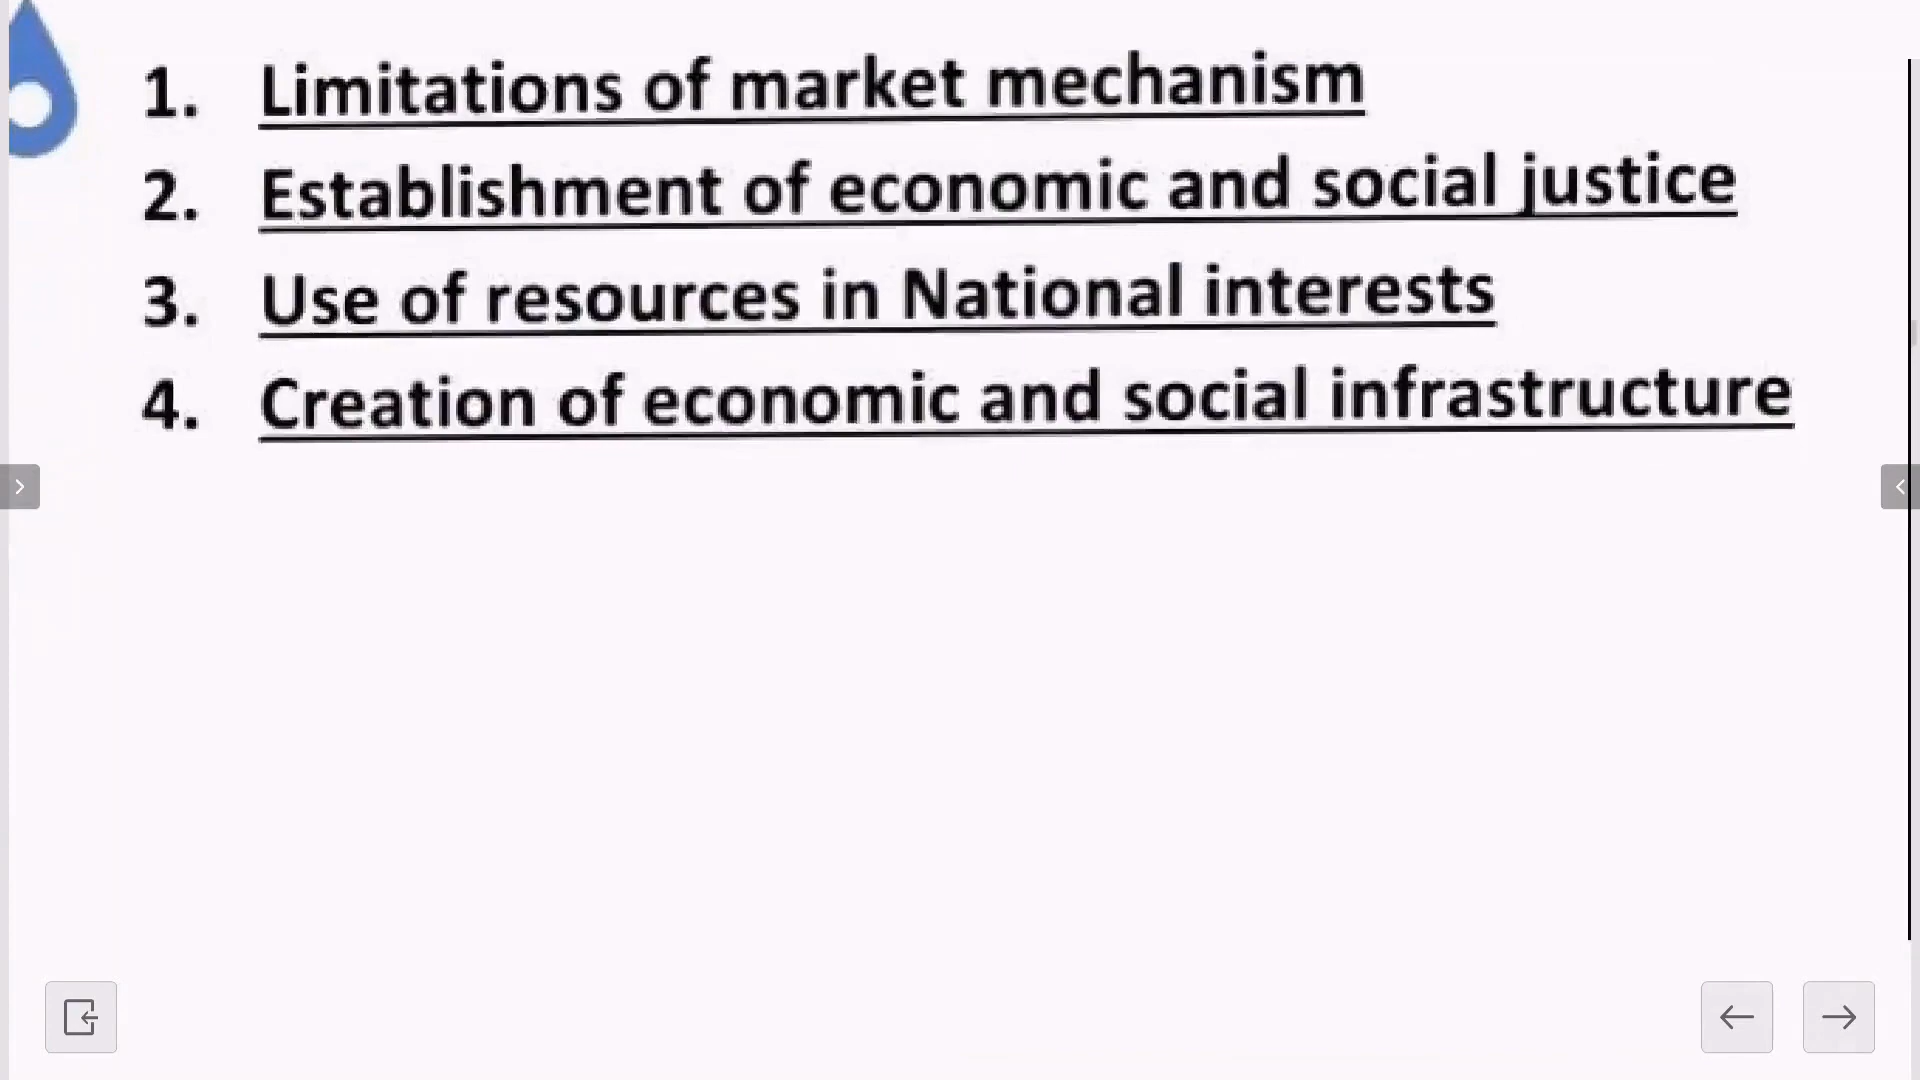 1. Limitations of market mechanism
2. Establishment of economic and social justice
3. Use of resources in National interests
4. Creation of economic and social infrastructure